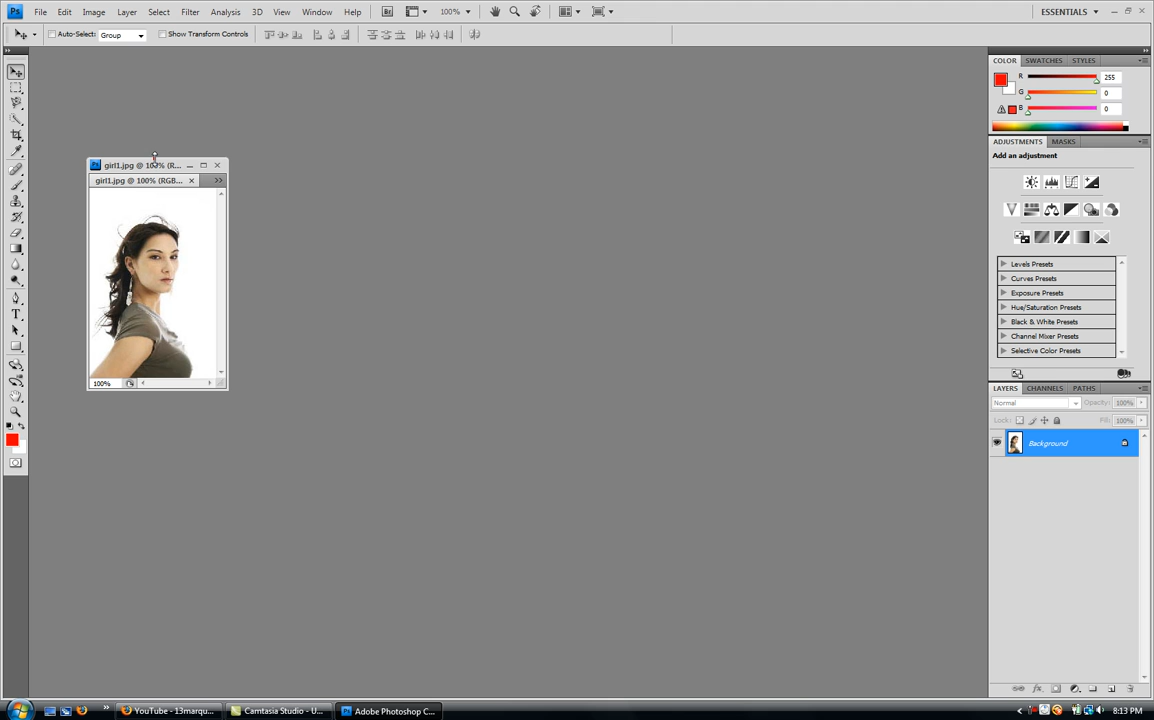 Ps File Edit Image Layer Select Filter Analysis 3D View Window Help Br 100% ESSENTIALS
Auto-Select: Group Show Transform Controls
COLOR SWATCHES STYLES
R 255
G 0
B 0
ADJUSTMENTS MASKS
Add an adjustment
Ps girl1.jpg @ 100% (R...
girl1.jpg @ 100% (RGB...
Levels Presets
Curves Presets
Exposure Presets
Hue/Saturation Presets
Black & White Presets
Channel Mixer Presets
Selective Color Presets
100%
LAYERS CHANNELS PATHS
Normal Opacity: 100%
Lock: Fill: 100%
Background
YouTube - 13marqu... Camtasia Studio - U... Ps Adobe Photoshop C... 8:13 PM